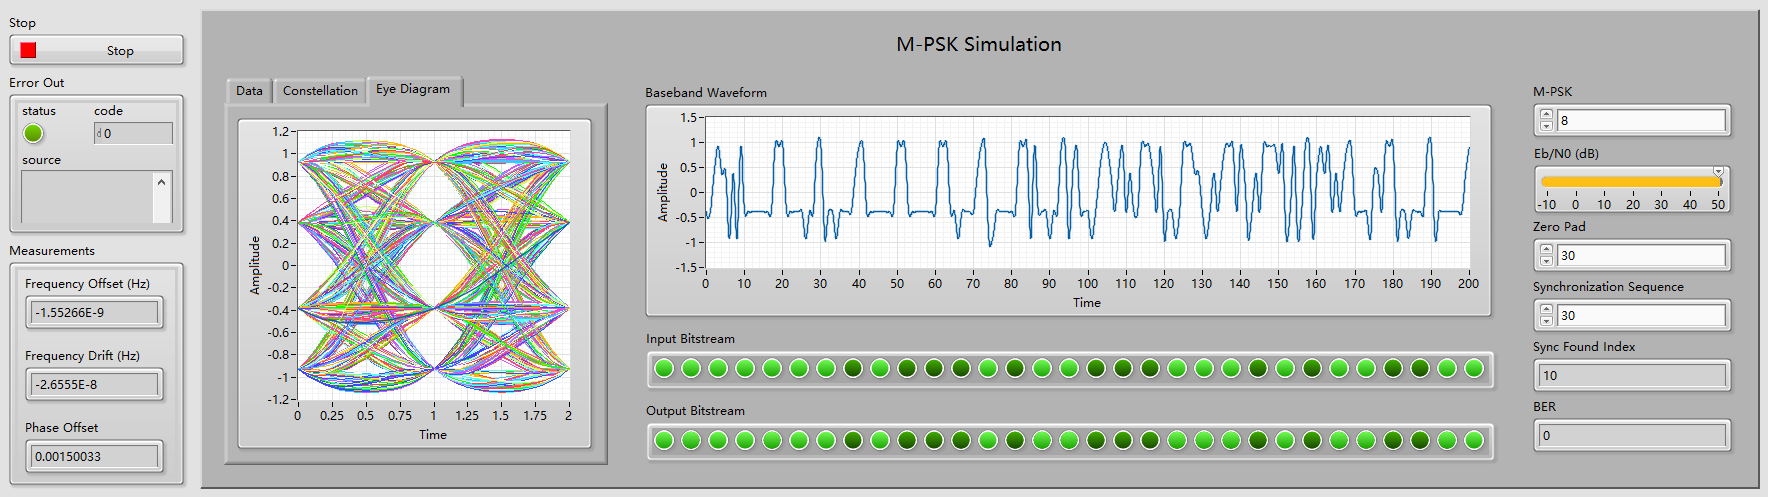 Stop
Stop
Error Out
status code
d 0
source
Measurements
Frequency Offset (Hz)
-1.55266E-9
Frequency Drift (Hz)
-2.6555E-8
Phase Offset
0.00150033
M-PSK Simulation
Data Constellation Eye Diagram
Amplitude
1.2
1
0.8
0.6
0.4
0.2
0
-0.2
-0.4
-0.6
-0.8
-1
-1.2
0 0.25 0.5 0.75 1 1.25 1.5 1.75 2
Time
Baseband Waveform
Amplitude
1.5
1
0.5
0
-0.5
-1
-1.5
0 10 20 30 40 50 60 70 80 90 100 110 120 130 140 150 160 170 180 190 200
Time
Input Bitstream
Output Bitstream
M-PSK
8
Eb/N0 (dB)
-10 0 10 20 30 40 50
Zero Pad
30
Synchronization Sequence
30
Sync Found Index
10
BER
0